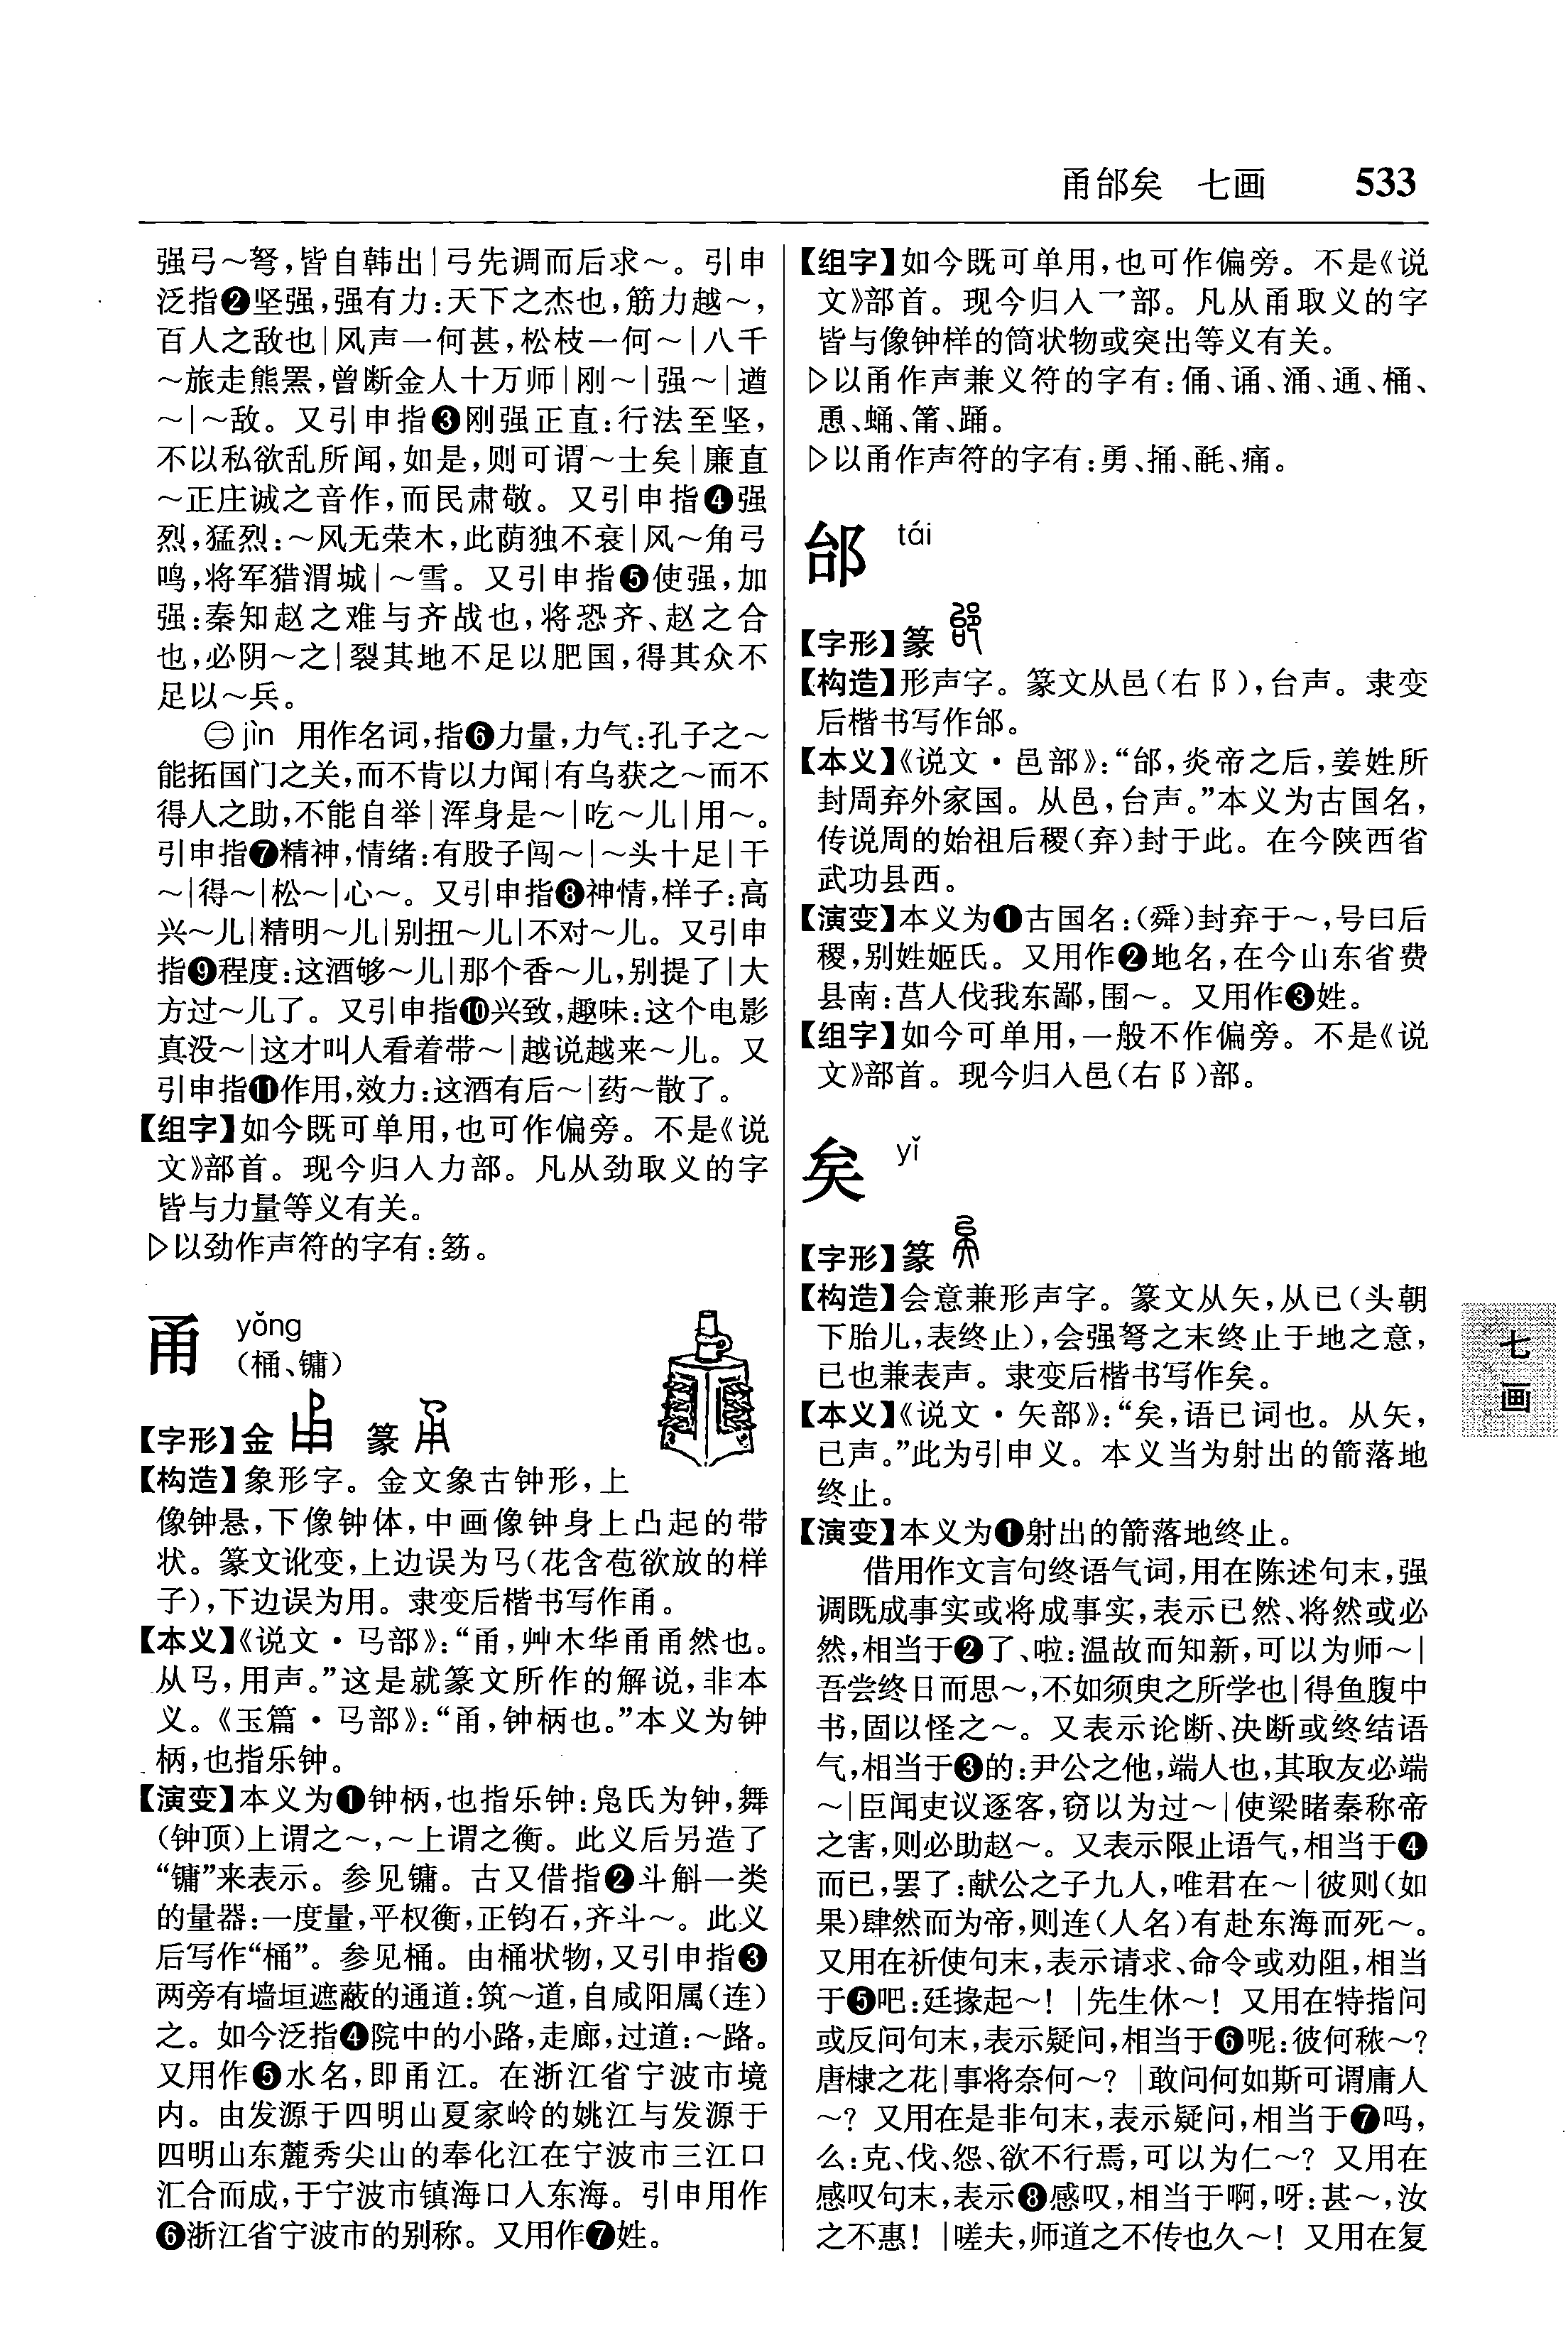 甬邰矣 七画 533
强弓～弩,皆自韩出|弓先调而后求～。引申
泛指❷坚强,强有力:天下之杰也,筋力越～,
百人之敌也|风声一何甚,松枝一何～|八千
～旅走熊罴,曾断金人十万师|刚～|强～|遒
～|～敌。又引申指❸刚强正直:行法至坚,
不以私欲乱所闻,如是,则可谓～士矣|廉直
～正庄诚之音作,而民肃敬。又引申指❹强
烈,猛烈:～风无荣木,此荫独不衰|风～角弓
鸣,将军猎渭城|～雪。又引申指❺使强,加
强:秦知赵之难与齐战也,将恐齐、赵之合
也,必阴～之|裂其地不足以肥国,得其众不
足以～兵。
㊁jìn 用作名词,指❻力量,力气:孔子之～
能拓国门之关,而不肯以力闻|有乌获之～而不
得人之助,不能自举|浑身是～|吃～儿|用～。
引申指❼精神,情绪:有股子闯～|～头十足|干
～|得～|松～|心～。又引申指❽神情,样子:高
兴～儿|精明～儿|别扭～儿|不对～儿。又引申
指❾程度:这酒够～儿|那个香～儿,别提了|大
方过～儿了。又引申指❿兴致,趣味:这个电影
真没～|这才叫人看着带～|越说越来～儿。又
引申指⓫作用,效力:这酒有后～|药～散了。
【组字】如今既可单用,也可作偏旁。不是《说
文》部首。现今归入力部。凡从劲取义的字
皆与力量等义有关。
▷以劲作声符的字有:䇖。
甬 yǒng
(桶、镛)
【字形】金 篆
【构造】象形字。金文象古钟形,上
像钟悬,下像钟体,中画像钟身上凸起的带
状。篆文讹变,上边误为马(花含苞欲放的样
子),下边误为用。隶变后楷书写作甬。
【本义】《说文·马部》:“甬,艸木华甬甬然也。
从马,用声。”这是就篆文所作的解说,非本
义。《玉篇·马部》:“甬,钟柄也。”本义为钟
柄,也指乐钟。
【演变】本义为❶钟柄,也指乐钟:凫氏为钟,舞
(钟顶)上谓之～,～上谓之衡。此义后另造了
“镛”来表示。参见镛。古又借指❷斗斛一类
的量器:一度量,平权衡,正钧石,齐斗～。此义
后写作“桶”。参见桶。由桶状物,又引申指❸
两旁有墙垣遮蔽的通道:筑～道,自咸阳属(连)
之。如今泛指❹院中的小路,走廊,过道:～路。
又用作❺水名,即甬江。在浙江省宁波市境
内。由发源于四明山夏家岭的姚江与发源于
四明山东麓秀尖山的奉化江在宁波市三江口
汇合而成,于宁波市镇海口入东海。引申用作
❻浙江省宁波市的别称。又用作❼姓。
【组字】如今既可单用,也可作偏旁。不是《说
文》部首。现今归入乛部。凡从甬取义的字
皆与像钟样的筒状物或突出等义有关。
▷以甬作声兼义符的字有:俑、诵、涌、通、桶、
恿、蛹、筩、踊。
▷以甬作声符的字有:勇、捅、㲝、痛。
邰 tái
【字形】篆
【构造】形声字。篆文从邑(右阝),台声。隶变
后楷书写作邰。
【本义】《说文·邑部》:“邰,炎帝之后,姜姓所
封周弃外家国。从邑,台声。”本义为古国名,
传说周的始祖后稷(弃)封于此。在今陕西省
武功县西。
【演变】本义为❶古国名:(舜)封弃于～,号曰后
稷,别姓姬氏。又用作❷地名,在今山东省费
县南:莒人伐我东鄙,围～。又用作❸姓。
【组字】如今可单用,一般不作偏旁。不是《说
文》部首。现今归入邑(右阝)部。
矣 yǐ
【字形】篆
【构造】会意兼形声字。篆文从矢,从已(头朝
下胎儿,表终止),会强弩之末终止于地之意,
已也兼表声。隶变后楷书写作矣。
【本义】《说文·矢部》:“矣,语已词也。从矢,
已声。”此为引申义。本义当为射出的箭落地
终止。
【演变】本义为❶射出的箭落地终止。
借用作文言句终语气词,用在陈述句末,强
调既成事实或将成事实,表示已然、将然或必
然,相当于❷了、啦:温故而知新,可以为师～|
吾尝终日而思～,不如须臾之所学也|得鱼腹中
书,固以怪之～。又表示论断、决断或终结语
气,相当于❸的:尹公之他,端人也,其取友必端
～|臣闻吏议逐客,窃以为过～|使梁睹秦称帝
之害,则必助赵～。又表示限止语气,相当于❹
而已,罢了:献公之子九人,唯君在～|彼则(如
果)肆然而为帝,则连(人名)有赴东海而死～。
又用在祈使句末,表示请求、命令或劝阻,相当
于❺吧:廷掾起～!|先生休～!又用在特指问
或反问句末,表示疑问,相当于❻呢:彼何秾～?
唐棣之花|事将奈何～?|敢问何如斯可谓庸人
～?又用在是非句末,表示疑问,相当于❼吗,
么:克、伐、怨、欲不行焉,可以为仁～?又用在
感叹句末,表示❽感叹,相当于啊,呀:甚～,汝
之不惠!|嗟夫,师道之不传也久～!又用在复
七
画